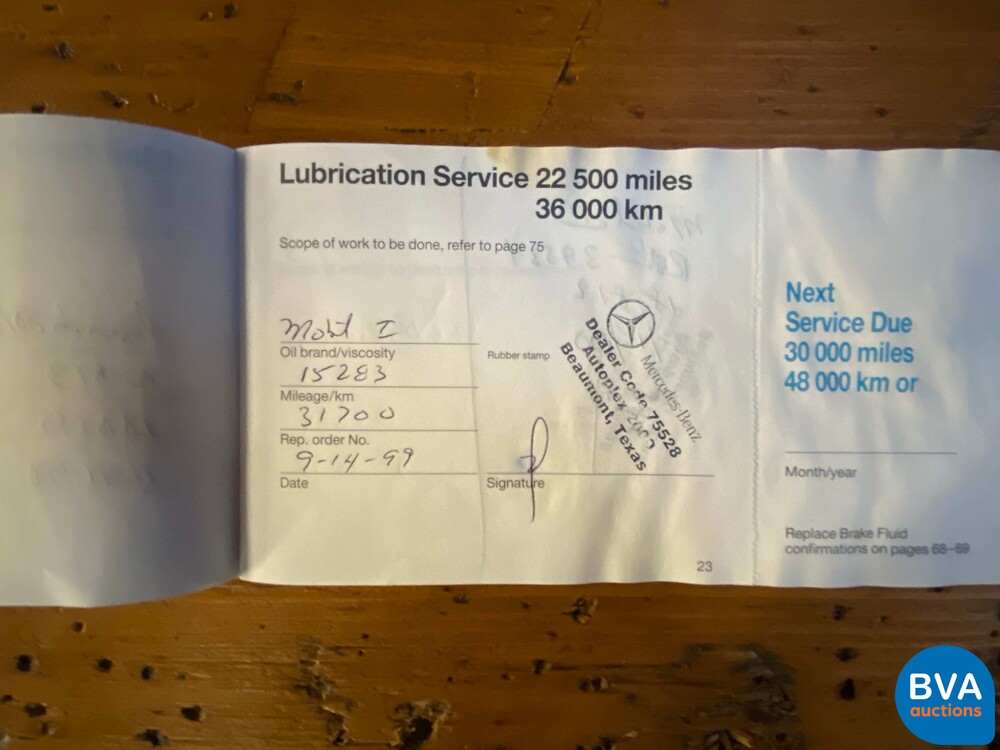 Lubrication Service 22 500 miles
36 000 km
Scope of work to be done, refer to page 75
Mobil I
Oil brand/viscosity
15283
Mileage/km
31700
Rep. order No.
9-14-99
Date
Rubber stamp
Signature
Mercedes-Benz
Dealer Code 75528
Autoplex 2000
Beaumont, Texas
23
Next
Service Due
30 000 miles
48 000 km or
Month/year
Replace Brake Fluid
confirmations on pages 68–69
BVA
auctions